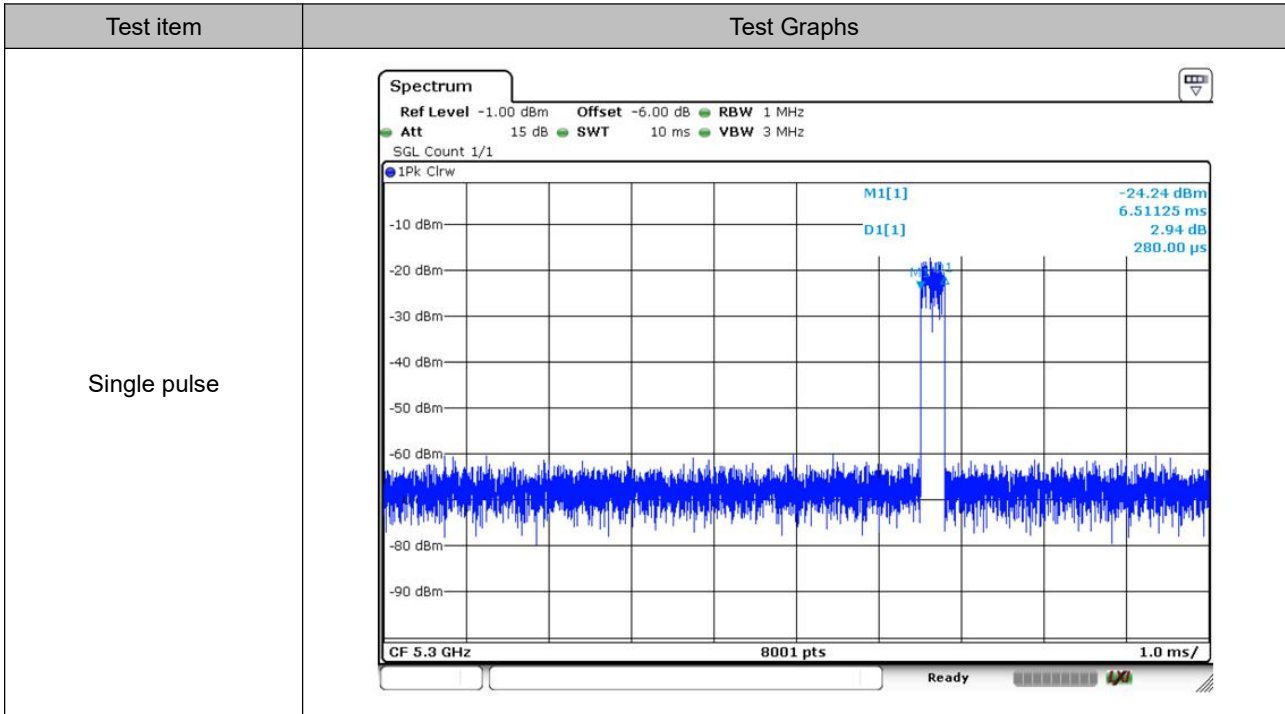 Test item Test Graphs
Single pulse
Spectrum
Ref Level -1.00 dBm Offset -6.00 dB RBW 1 MHz
Att 15 dB SWT 10 ms VBW 3 MHz
SGL Count 1/1
1Pk Clrw
M1[1] -24.24 dBm
6.51125 ms
-10 dBm
D1[1] 2.94 dB
280.00 µs
-20 dBm
-30 dBm
-40 dBm
-50 dBm
-60 dBm
-80 dBm
-90 dBm
CF 5.3 GHz 8001 pts 1.0 ms/
Ready LXI